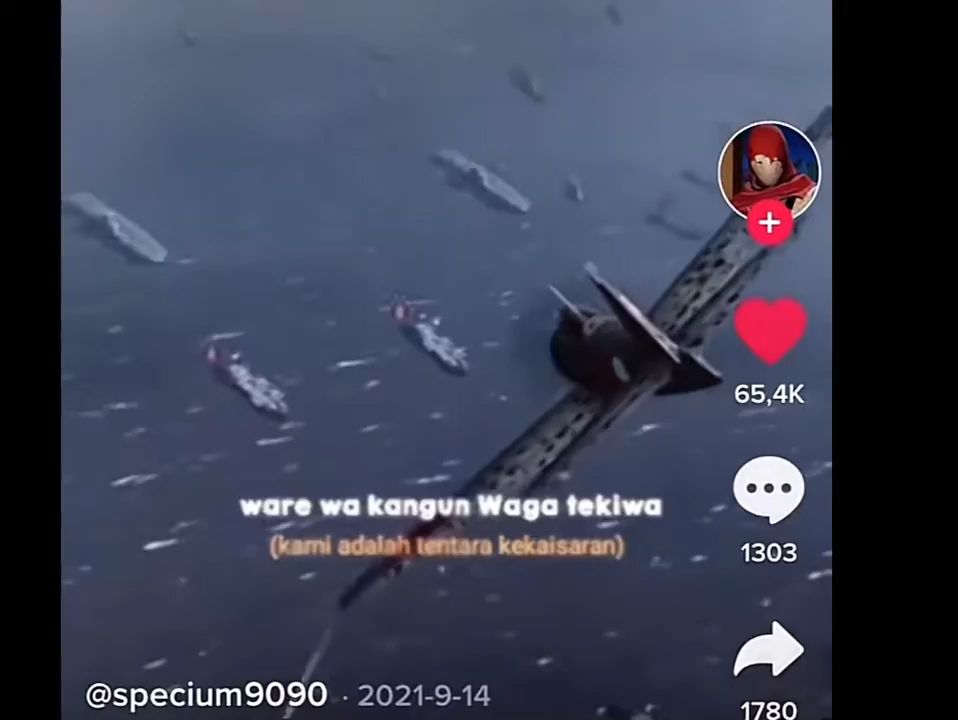 65,4K
1303
ware wa kangun Waga tekiwa
(kami adalah tentara kekaisaran)
@specium9090 · 2021-9-14
1780